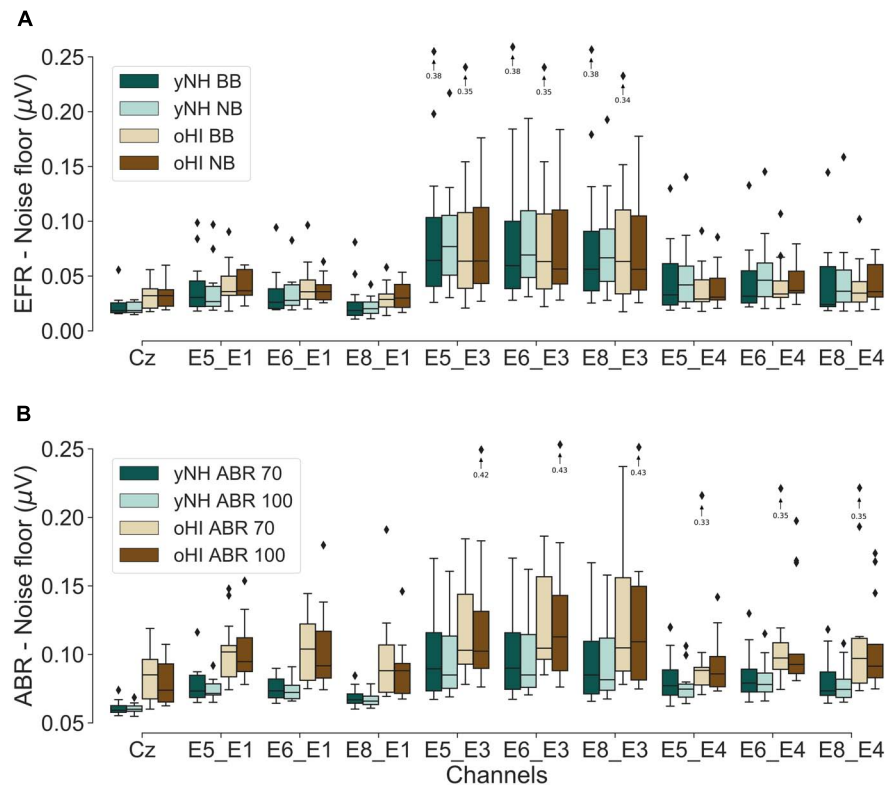 A
EFR - Noise floor (μV)
0.25
0.20
0.15
0.10
0.05
0.00
yNH BB
yNH NB
oHI BB
oHI NB
0.38
0.35
0.38
0.35
0.38
0.34
Cz E5_E1 E6_E1 E8_E1 E5_E3 E6_E3 E8_E3 E5_E4 E6_E4 E8_E4
B
ABR - Noise floor (μV)
0.25
0.20
0.15
0.10
0.05
yNH ABR 70
yNH ABR 100
oHI ABR 70
oHI ABR 100
0.42
0.43
0.43
0.33
0.35
0.35
Cz E5_E1 E6_E1 E8_E1 E5_E3 E6_E3 E8_E3 E5_E4 E6_E4 E8_E4
Channels